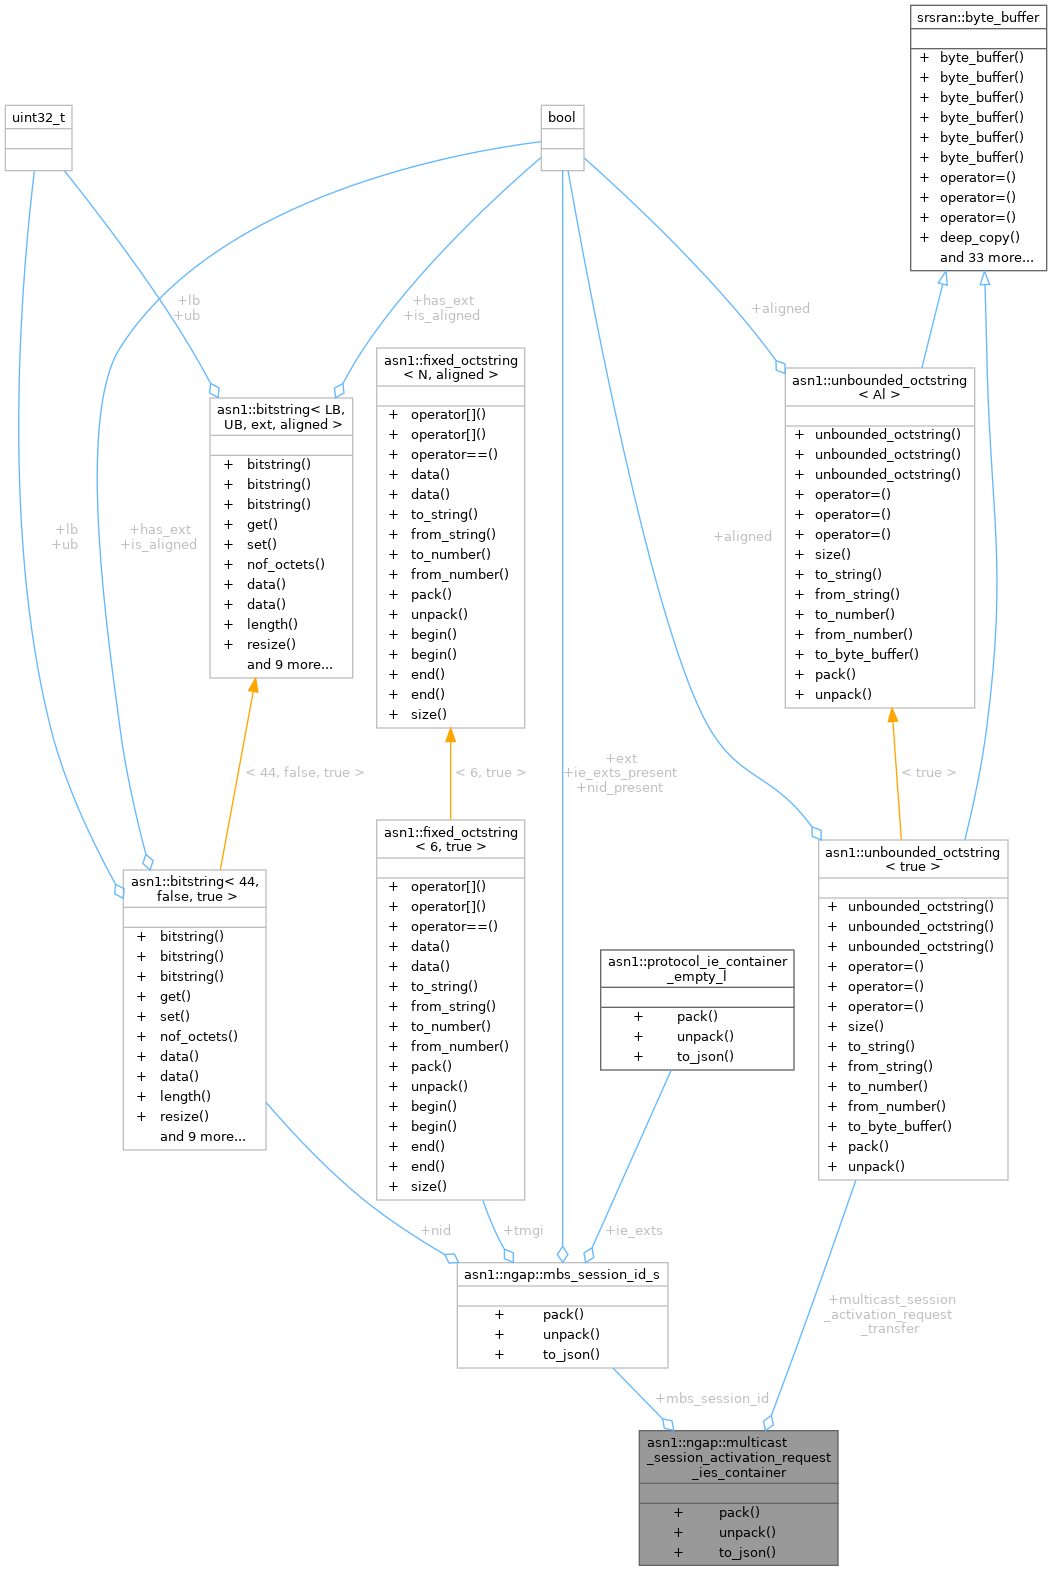 srsran::byte_buffer
+ byte_buffer()
+ byte_buffer()
+ byte_buffer()
+ byte_buffer()
+ byte_buffer()
+ byte_buffer()
+ operator=()
+ operator=()
+ operator=()
+ deep_copy()
and 33 more...
uint32_t
bool
+lb
+ub
+has_ext
+is_aligned
+aligned
asn1::fixed_octstring
< N, aligned >
+ operator[]()
+ operator[]()
+ operator==()
+ data()
+ data()
+ to_string()
+ from_string()
+ to_number()
+ from_number()
+ pack()
+ unpack()
+ begin()
+ begin()
+ end()
+ end()
+ size()
asn1::unbounded_octstring
< Al >
+ unbounded_octstring()
+ unbounded_octstring()
+ unbounded_octstring()
+ operator=()
+ operator=()
+ operator=()
+ size()
+ to_string()
+ from_string()
+ to_number()
+ from_number()
+ to_byte_buffer()
+ pack()
+ unpack()
asn1::bitstring< LB,
UB, ext, aligned >
+ bitstring()
+ bitstring()
+ bitstring()
+ get()
+ set()
+ nof_octets()
+ data()
+ data()
+ length()
+ resize()
and 9 more...
+lb
+ub
+has_ext
+is_aligned
+aligned
< 44, false, true >
< 6, true >
+ext
+ie_exts_present
+nid_present
< true >
asn1::fixed_octstring
< 6, true >
+ operator[]()
+ operator[]()
+ operator==()
+ data()
+ data()
+ to_string()
+ from_string()
+ to_number()
+ from_number()
+ pack()
+ unpack()
+ begin()
+ begin()
+ end()
+ end()
+ size()
asn1::unbounded_octstring
< true >
+ unbounded_octstring()
+ unbounded_octstring()
+ unbounded_octstring()
+ operator=()
+ operator=()
+ operator=()
+ size()
+ to_string()
+ from_string()
+ to_number()
+ from_number()
+ to_byte_buffer()
+ pack()
+ unpack()
asn1::bitstring< 44,
false, true >
+ bitstring()
+ bitstring()
+ bitstring()
+ get()
+ set()
+ nof_octets()
+ data()
+ data()
+ length()
+ resize()
and 9 more...
asn1::protocol_ie_container
_empty_l
+ pack()
+ unpack()
+ to_json()
+nid
+tmgi
+ie_exts
asn1::ngap::mbs_session_id_s
+ pack()
+ unpack()
+ to_json()
+multicast_session
_activation_request
_transfer
+mbs_session_id
asn1::ngap::multicast
_session_activation_request
_ies_container
+ pack()
+ unpack()
+ to_json()